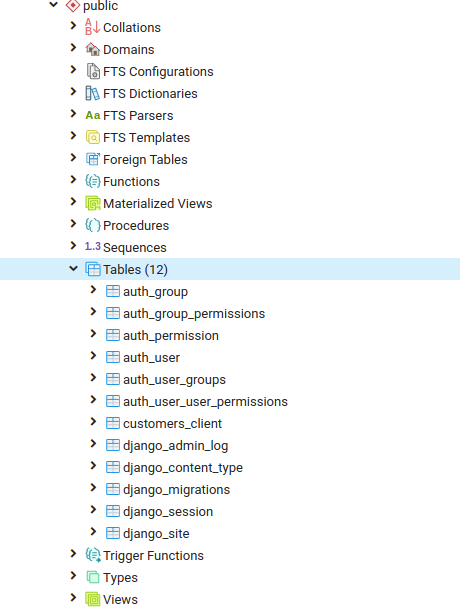 public
Collations
Domains
FTS Configurations
FTS Dictionaries
Aa FTS Parsers
FTS Templates
Foreign Tables
Functions
Materialized Views
Procedures
1..3 Sequences
Tables (12)
auth_group
auth_group_permissions
auth_permission
auth_user
auth_user_groups
auth_user_user_permissions
customers_client
django_admin_log
django_content_type
django_migrations
django_session
django_site
Trigger Functions
Types
Views